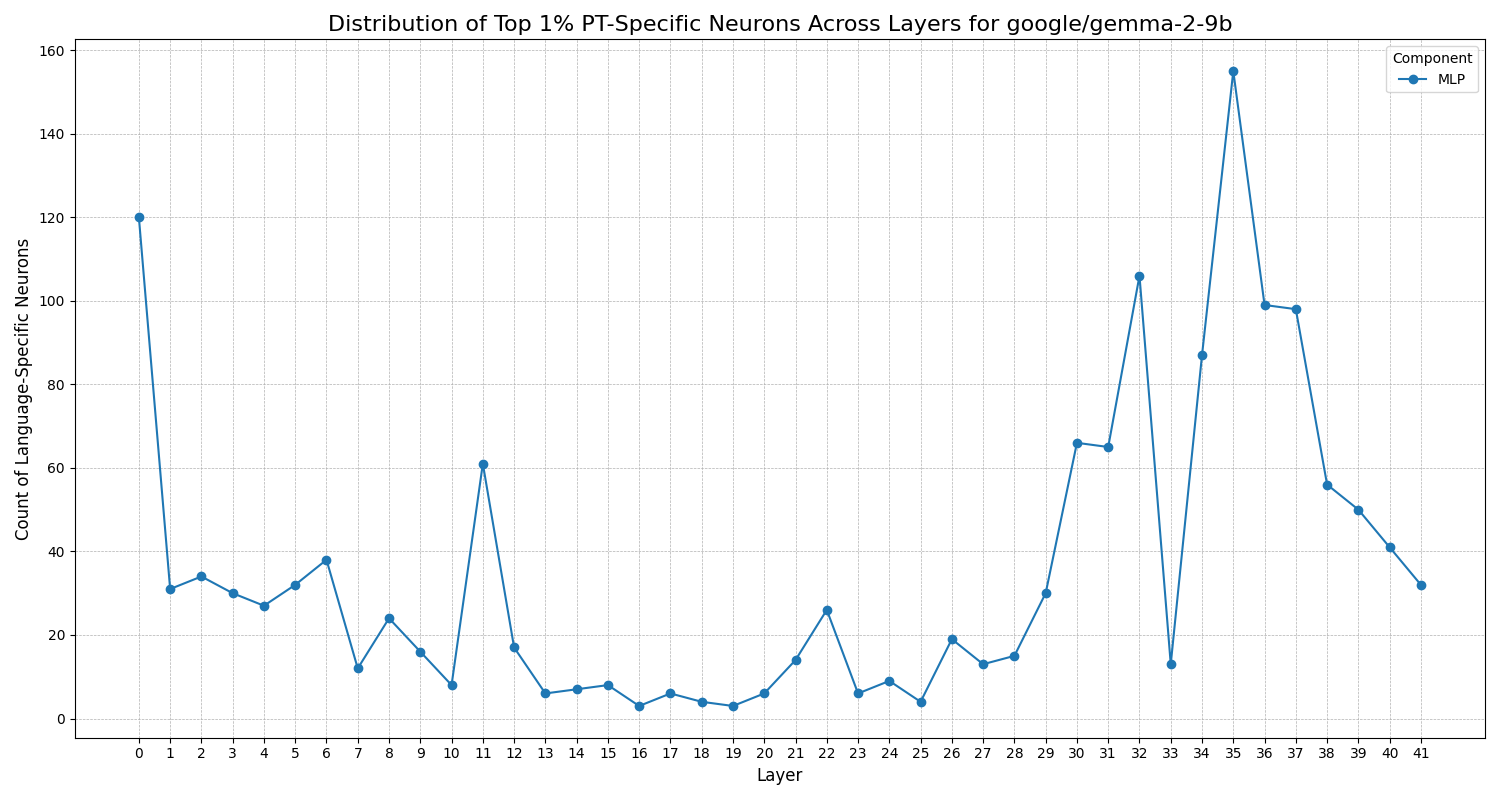 Distribution of Top 1% PT-Specific Neurons Across Layers for google/gemma-2-9b
Component
MLP
Count of Language-Specific Neurons
160
140
120
100
80
60
40
20
0
0 1 2 3 4 5 6 7 8 9 10 11 12 13 14 15 16 17 18 19 20 21 22 23 24 25 26 27 28 29 30 31 32 33 34 35 36 37 38 39 40 41
Layer